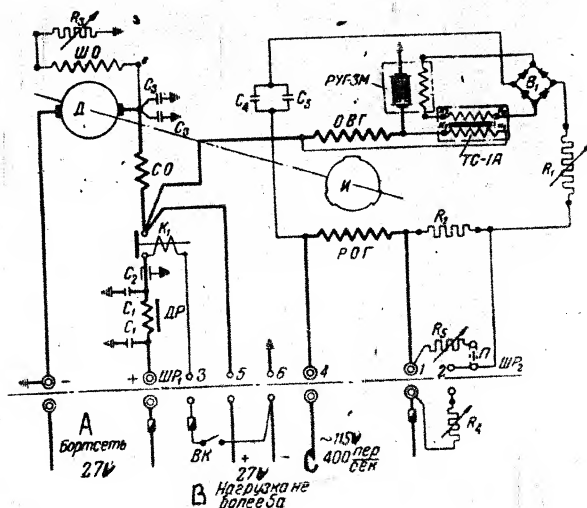 R₃
ШО
Д
C₃
C₃
СО
K₁
C₂
C₁
C₁
ДР
C₄
C₅
РУГ-3М
ОВГ
И
РОГ
B₁
ТС-1А
R₁
R₂
R₅
П
ШР₂
R₄
-
+
ШР₁
3
5
6
4
1
2
А
Бортсеть
27V
ВК
+
27V
-
В
Нагрузка не
более 5а
~115V
400 пер
сек